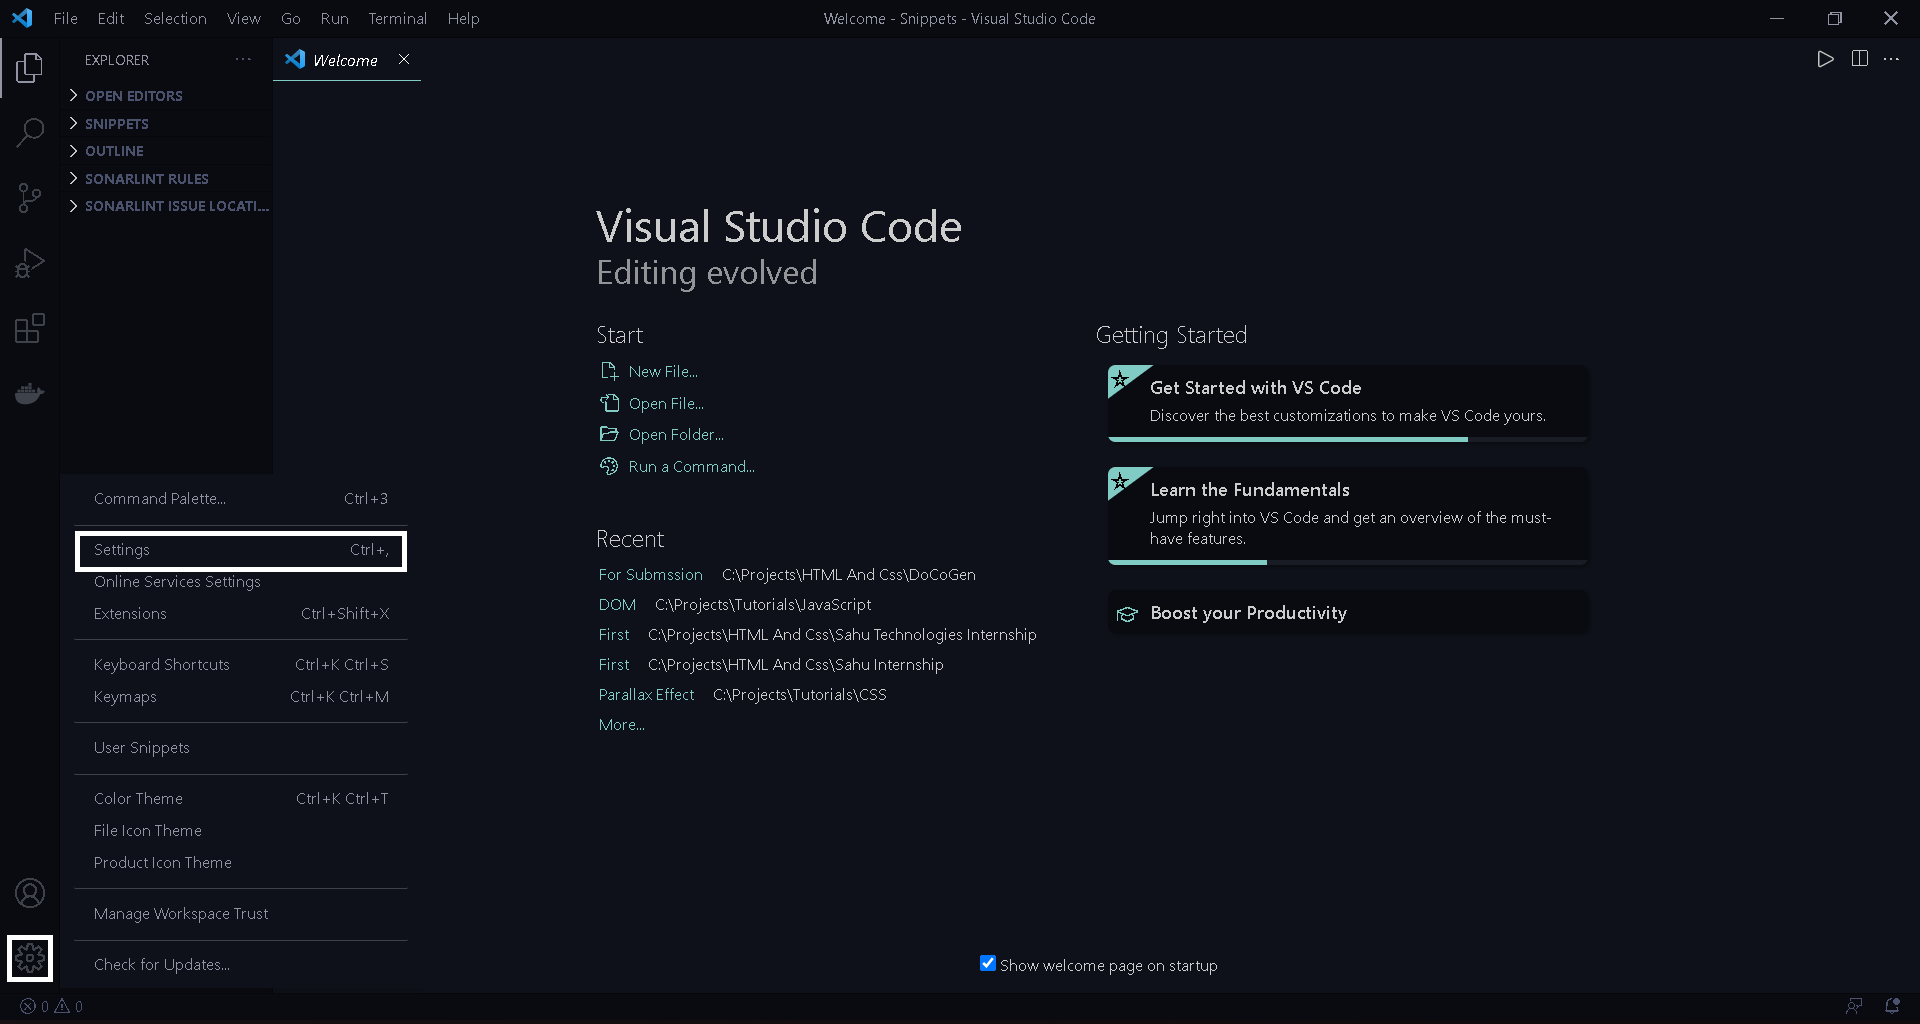 File Edit Selection View Go Run Terminal Help
Welcome - Snippets - Visual Studio Code
EXPLORER
Welcome
OPEN EDITORS
SNIPPETS
OUTLINE
SONARLINT RULES
SONARLINT ISSUE LOCATI...
Visual Studio Code
Editing evolved
Start
New File...
Open File...
Open Folder...
Run a Command...
Recent
For Submssion C:\Projects\HTML And Css\DoCoGen
DOM C:\Projects\Tutorials\JavaScript
First C:\Projects\HTML And Css\Sahu Technologies Internship
First C:\Projects\HTML And Css\Sahu Internship
Parallax Effect C:\Projects\Tutorials\CSS
More...
Getting Started
Get Started with VS Code
Discover the best customizations to make VS Code yours.
Learn the Fundamentals
Jump right into VS Code and get an overview of the must-
have features.
Boost your Productivity
Command Palette... Ctrl+3
Settings Ctrl+,
Online Services Settings
Extensions Ctrl+Shift+X
Keyboard Shortcuts Ctrl+K Ctrl+S
Keymaps Ctrl+K Ctrl+M
User Snippets
Color Theme Ctrl+K Ctrl+T
File Icon Theme
Product Icon Theme
Manage Workspace Trust
Check for Updates...
Show welcome page on startup
0 0